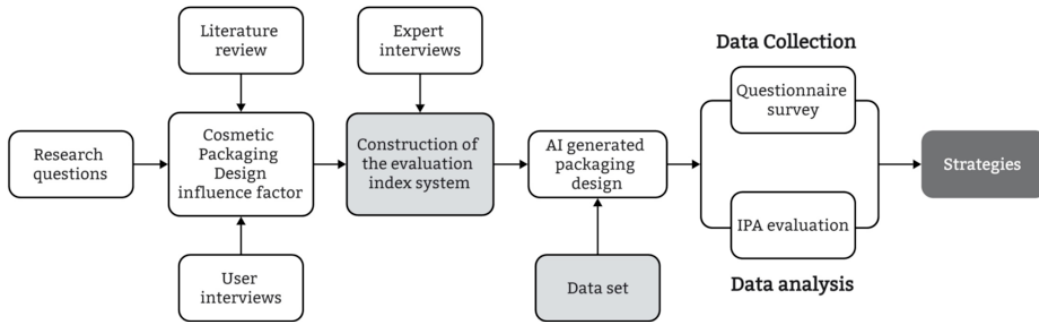 Literature
review
Expert
interviews
Data Collection
Questionnaire
survey
Research
questions
Cosmetic
Packaging
Design
influence factor
Construction of
the evaluation
index system
AI generated
packaging
design
Strategies
IPA evaluation
User
interviews
Data set
Data analysis